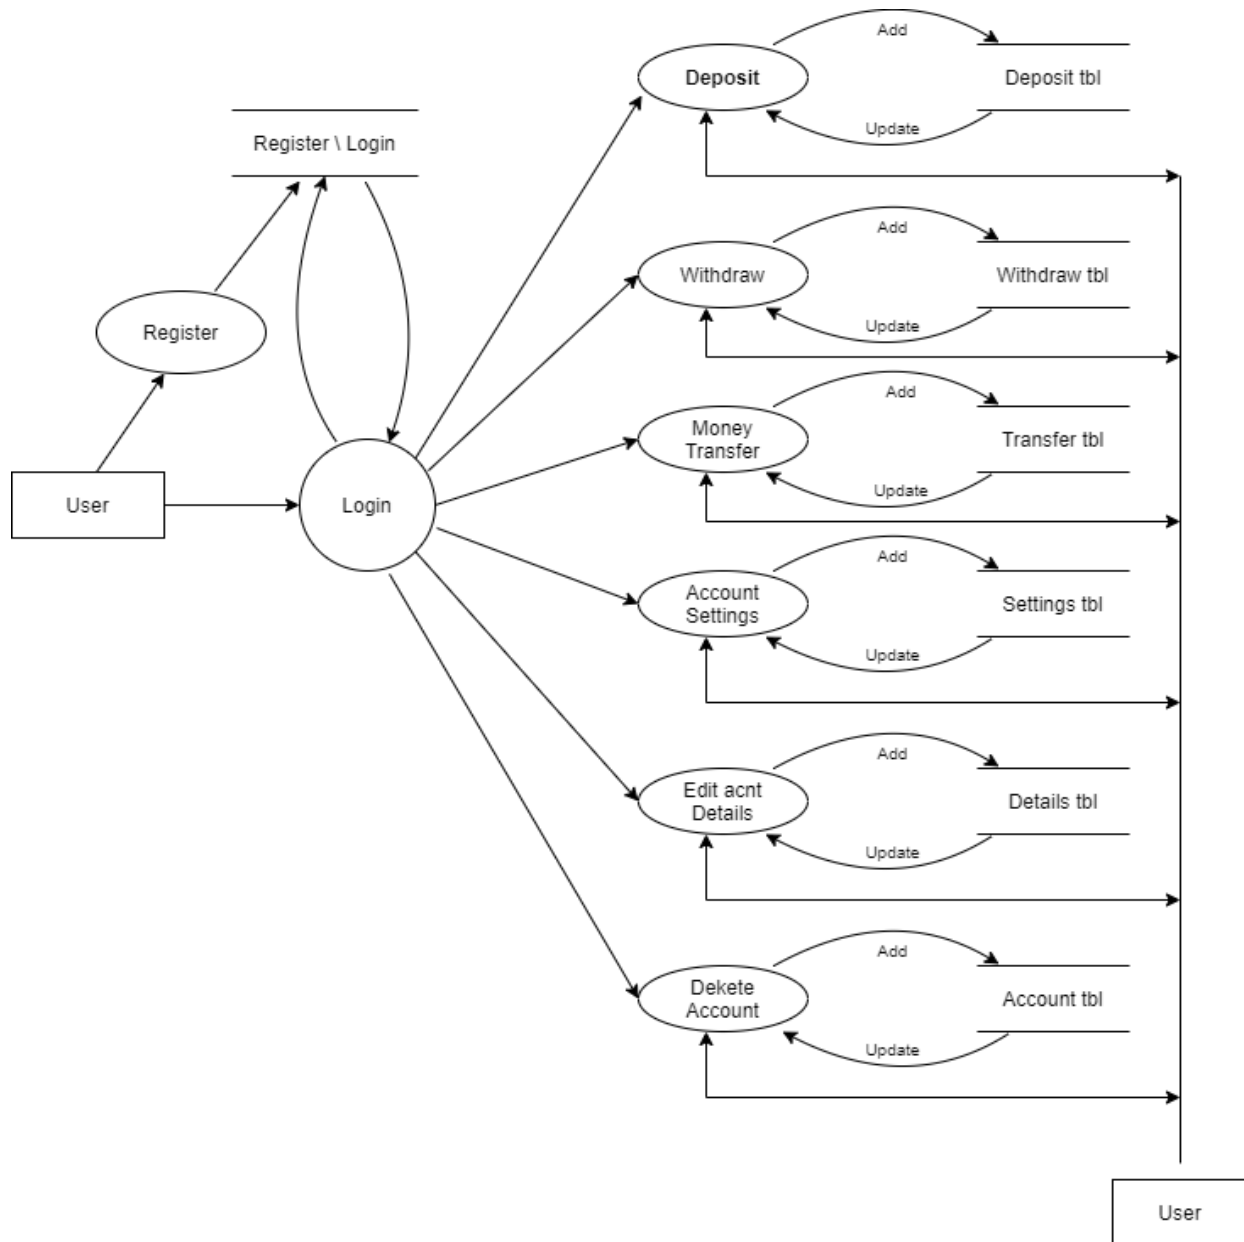 Add
Deposit
Deposit tbl
Update
Register \ Login
Add
Withdraw
Withdraw tbl
Update
Register
Add
Money
Transfer
Transfer tbl
Update
User
Login
Add
Account
Settings
Settings tbl
Update
Add
Edit acnt
Details
Details tbl
Update
Add
Dekete
Account
Account tbl
Update
User